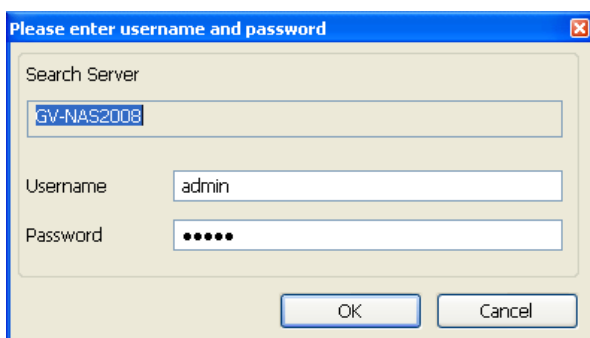 Please enter username and password
Search Server
GV-NAS2008
Username admin
Password •••••
OK Cancel